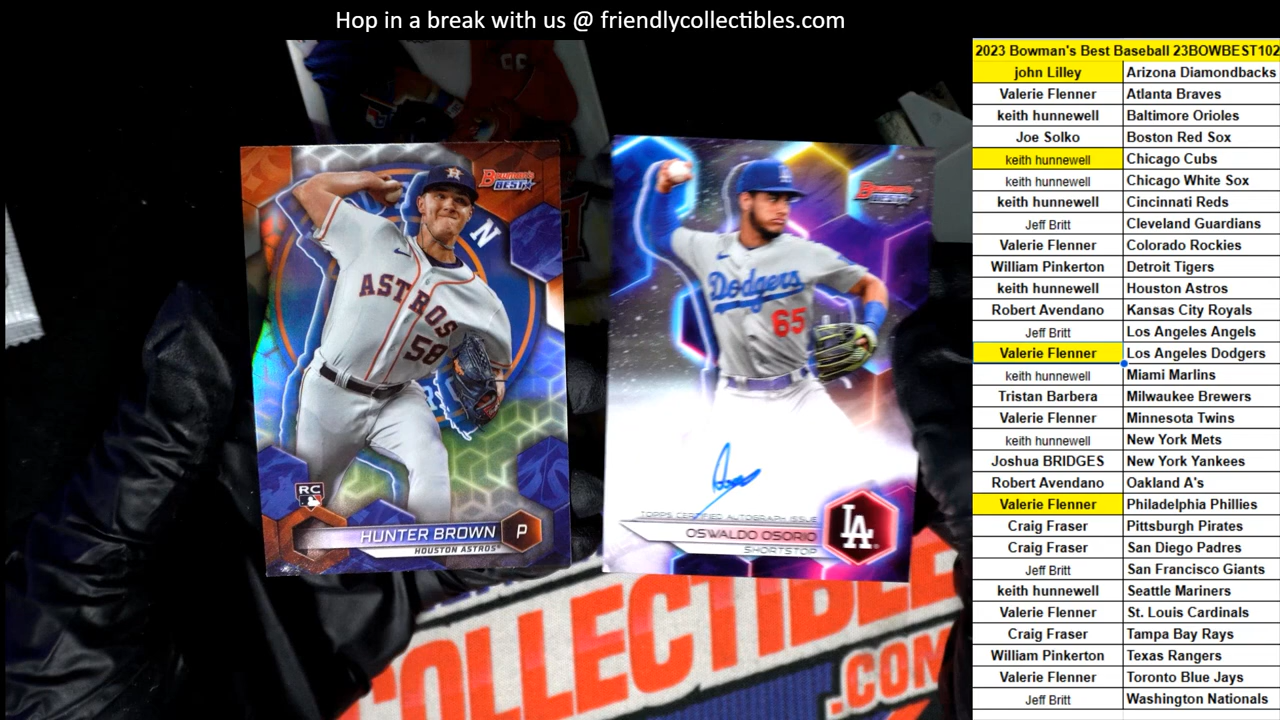 Hop in a break with us @ friendlycollectibles.com
BOWMAN'S
BEST
N
ASTROS
58
RC
HUNTER BROWN
P
HOUSTON ASTROS
BOWMAN'S
BEST
Dodgers
65
TOPPS CERTIFIED AUTOGRAPH ISSUE
OSWALDO OSORIO
SHORTSTOP
LA
COLLECTIBLE
.COM
2023 Bowman's Best Baseball 23BOWBEST102
john Lilley Arizona Diamondbacks
Valerie Flenner Atlanta Braves
keith hunnewell Baltimore Orioles
Joe Solko Boston Red Sox
keith hunnewell Chicago Cubs
keith hunnewell Chicago White Sox
keith hunnewell Cincinnati Reds
Jeff Britt Cleveland Guardians
Valerie Flenner Colorado Rockies
William Pinkerton Detroit Tigers
keith hunnewell Houston Astros
Robert Avendano Kansas City Royals
Jeff Britt Los Angeles Angels
Valerie Flenner Los Angeles Dodgers
keith hunnewell Miami Marlins
Tristan Barbera Milwaukee Brewers
Valerie Flenner Minnesota Twins
keith hunnewell New York Mets
Joshua BRIDGES New York Yankees
Robert Avendano Oakland A's
Valerie Flenner Philadelphia Phillies
Craig Fraser Pittsburgh Pirates
Craig Fraser San Diego Padres
Jeff Britt San Francisco Giants
keith hunnewell Seattle Mariners
Valerie Flenner St. Louis Cardinals
Craig Fraser Tampa Bay Rays
William Pinkerton Texas Rangers
Valerie Flenner Toronto Blue Jays
Jeff Britt Washington Nationals